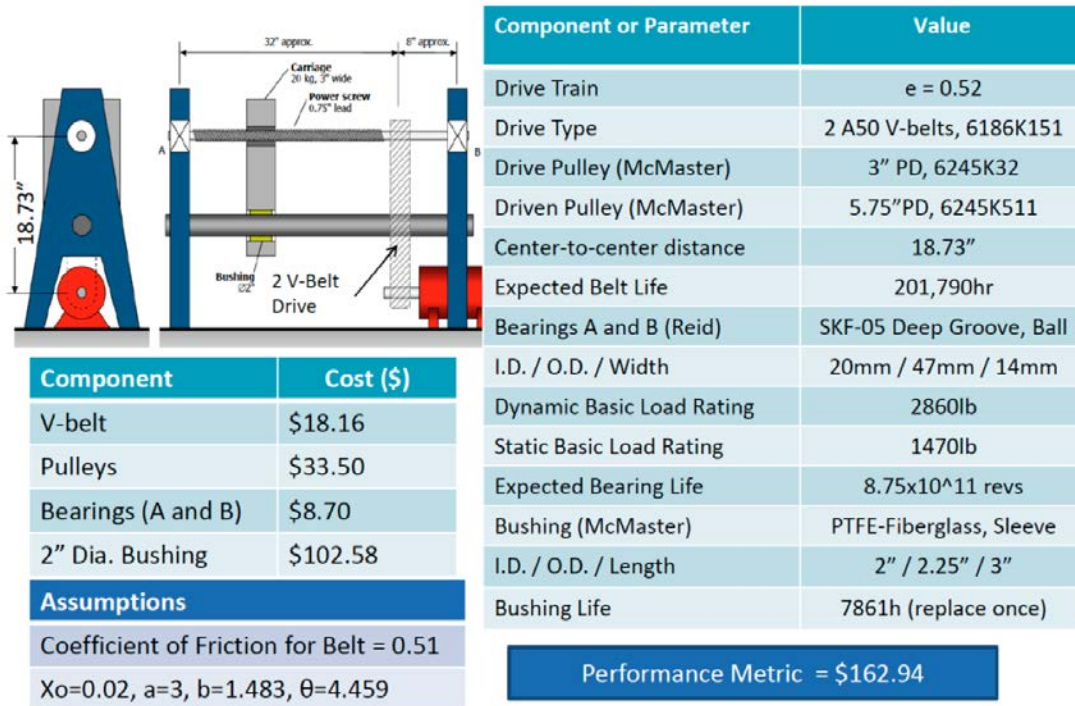 32" approx.
8" approx.
Carriage
20 kg, 3" wide
Power screw
0.75" lead
A
B
18.73"
Bushing
Ø2"
2 V-Belt
Drive
Component Cost ($)
V-belt $18.16
Pulleys $33.50
Bearings (A and B) $8.70
2” Dia. Bushing $102.58
Assumptions
Coefficient of Friction for Belt = 0.51
Xo=0.02, a=3, b=1.483, θ=4.459
Component or Parameter Value
Drive Train e = 0.52
Drive Type 2 A50 V-belts, 6186K151
Drive Pulley (McMaster) 3” PD, 6245K32
Driven Pulley (McMaster) 5.75”PD, 6245K511
Center-to-center distance 18.73”
Expected Belt Life 201,790hr
Bearings A and B (Reid) SKF-05 Deep Groove, Ball
I.D. / O.D. / Width 20mm / 47mm / 14mm
Dynamic Basic Load Rating 2860lb
Static Basic Load Rating 1470lb
Expected Bearing Life 8.75x10^11 revs
Bushing (McMaster) PTFE-Fiberglass, Sleeve
I.D. / O.D. / Length 2” / 2.25” / 3”
Bushing Life 7861h (replace once)
Performance Metric = $162.94